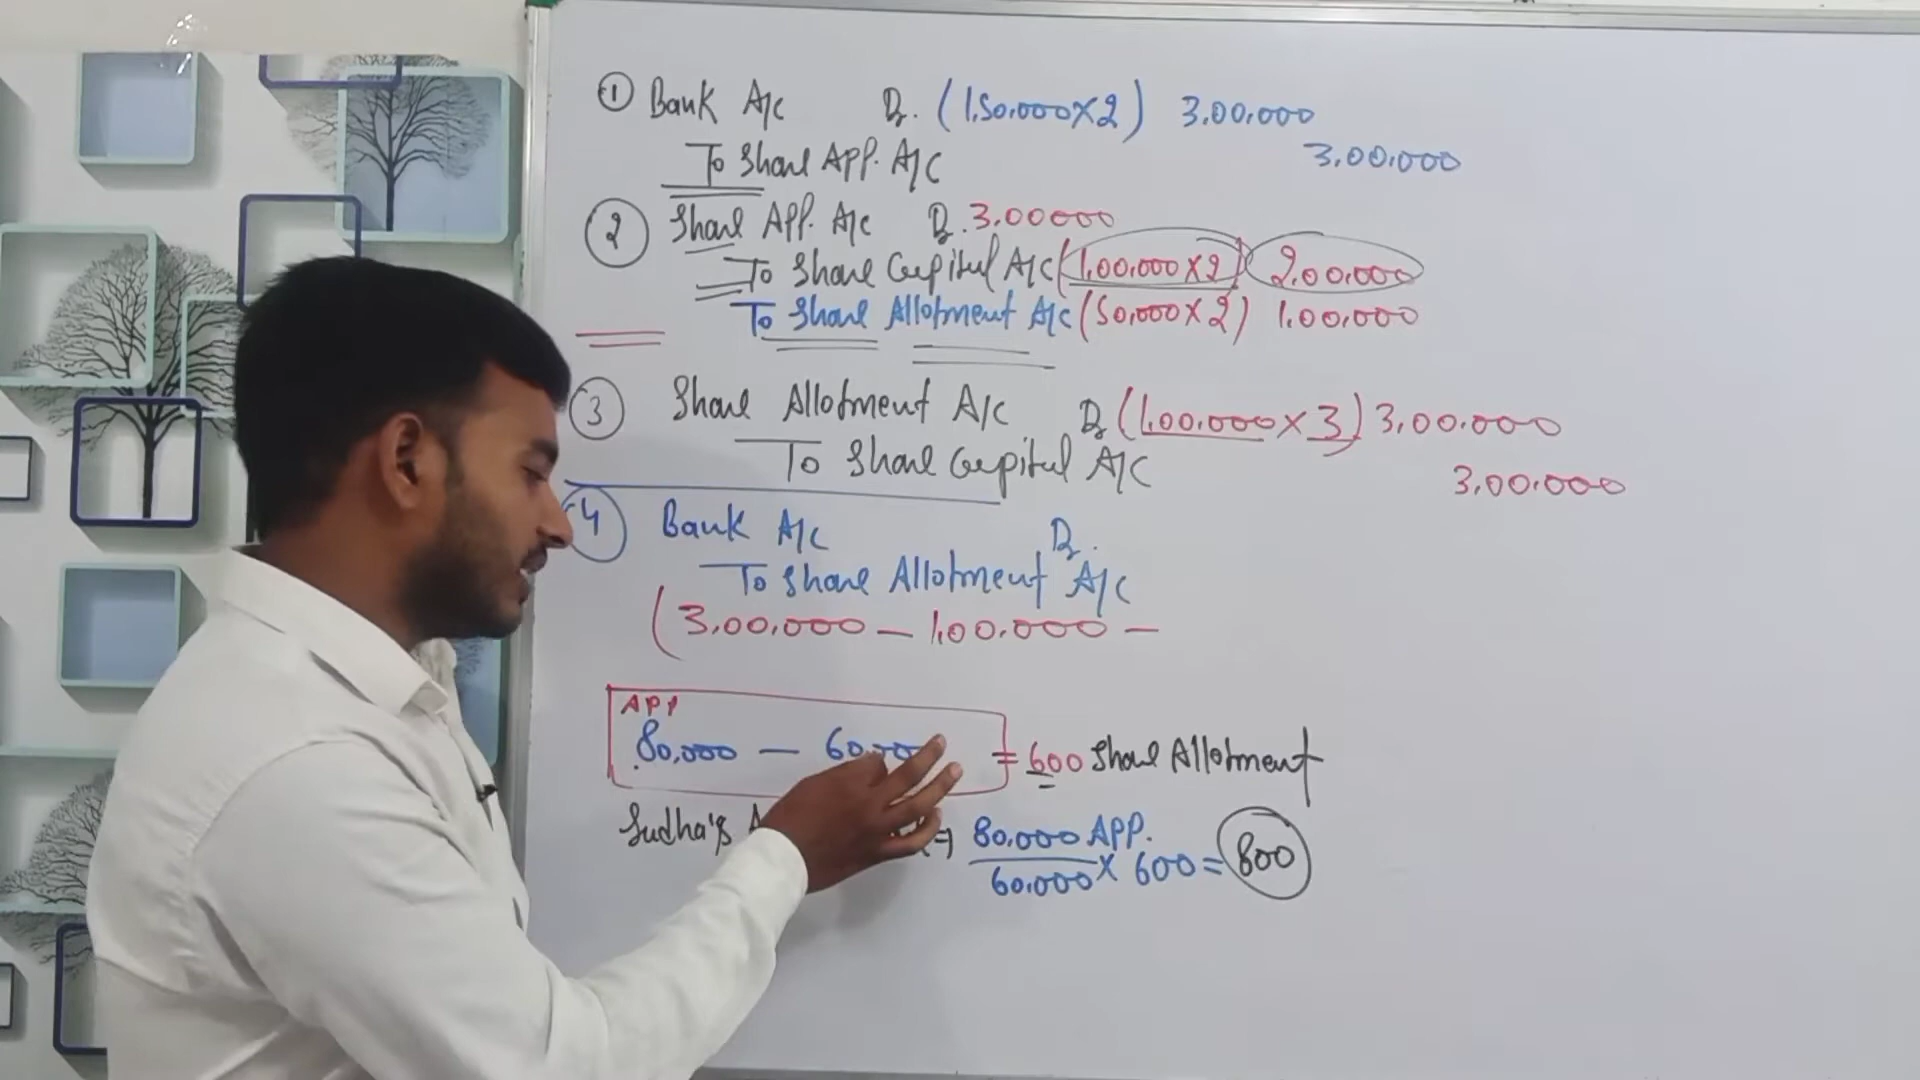 ① Bank A/c Dr. (1,50,000×2) 3,00,000
To Share APP. A/C 3,00,000
② Share APP. A/c Dr. 3,00000
To Share Capital A/c (1,00,000×2) 2,00,000
To Share Allotment A/c (50,000×2) 1,00,000
③ Share Allotment A/C Dr (1,00,000×3) 3,00,000
To Share Capital A/C 3,00,000
④ Bank A/c Dr.
To Share Allotment A/c
(3,00,000 – 1,00,000 –
APP
80,000 – 60,00 = 600 Share Allotment
Sudha's ⇒ 80,000 APP.
60,000 × 600 = 800